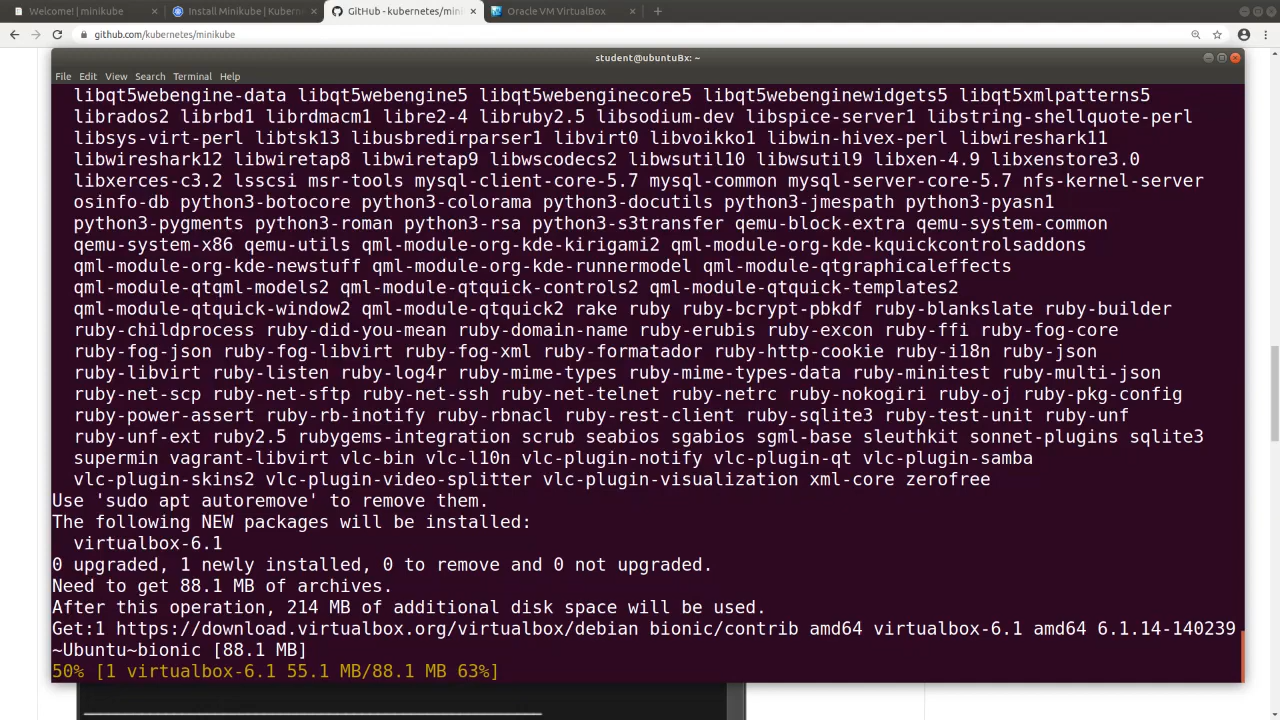 Welcome! | minikube
Install Minikube | Kuberne
GitHub - kubernetes/mini
Oracle VM VirtualBox
github.com/kubernetes/minikube
student@ubuntuBx: ~
File Edit View Search Terminal Help
libqt5webengine-data libqt5webengine5 libqt5webenginecore5 libqt5webenginewidgets5 libqt5xmlpatterns5
librados2 librbd1 librdmacm1 libre2-4 libruby2.5 libsodium-dev libspice-server1 libstring-shellquote-perl
libsys-virt-perl libtsk13 libusbredirparser1 libvirt0 libvoikko1 libwin-hivex-perl libwireshark11
libwireshark12 libwiretap8 libwiretap9 libwscodecs2 libwsutil10 libwsutil9 libxen-4.9 libxenstore3.0
libxerces-c3.2 lsscsi msr-tools mysql-client-core-5.7 mysql-common mysql-server-core-5.7 nfs-kernel-server
osinfo-db python3-botocore python3-colorama python3-docutils python3-jmespath python3-pyasn1
python3-pygments python3-roman python3-rsa python3-s3transfer qemu-block-extra qemu-system-common
qemu-system-x86 qemu-utils qml-module-org-kde-kirigami2 qml-module-org-kde-kquickcontrolsaddons
qml-module-org-kde-newstuff qml-module-org-kde-runnermodel qml-module-qtgraphicaleffects
qml-module-qtqml-models2 qml-module-qtquick-controls2 qml-module-qtquick-templates2
qml-module-qtquick-window2 qml-module-qtquick2 rake ruby ruby-bcrypt-pbkdf ruby-blankslate ruby-builder
ruby-childprocess ruby-did-you-mean ruby-domain-name ruby-erubis ruby-excon ruby-ffi ruby-fog-core
ruby-fog-json ruby-fog-libvirt ruby-fog-xml ruby-formatador ruby-http-cookie ruby-i18n ruby-json
ruby-libvirt ruby-listen ruby-log4r ruby-mime-types ruby-mime-types-data ruby-minitest ruby-multi-json
ruby-net-scp ruby-net-sftp ruby-net-ssh ruby-net-telnet ruby-netrc ruby-nokogiri ruby-oj ruby-pkg-config
ruby-power-assert ruby-rb-inotify ruby-rbnacl ruby-rest-client ruby-sqlite3 ruby-test-unit ruby-unf
ruby-unf-ext ruby2.5 rubygems-integration scrub seabios sgabios sgml-base sleuthkit sonnet-plugins sqlite3
supermin vagrant-libvirt vlc-bin vlc-l10n vlc-plugin-notify vlc-plugin-qt vlc-plugin-samba
vlc-plugin-skins2 vlc-plugin-video-splitter vlc-plugin-visualization xml-core zerofree
Use 'sudo apt autoremove' to remove them.
The following NEW packages will be installed:
virtualbox-6.1
0 upgraded, 1 newly installed, 0 to remove and 0 not upgraded.
Need to get 88.1 MB of archives.
After this operation, 214 MB of additional disk space will be used.
Get:1 https://download.virtualbox.org/virtualbox/debian bionic/contrib amd64 virtualbox-6.1 amd64 6.1.14-140239
~Ubuntu~bionic [88.1 MB]
50% [1 virtualbox-6.1 55.1 MB/88.1 MB 63%]